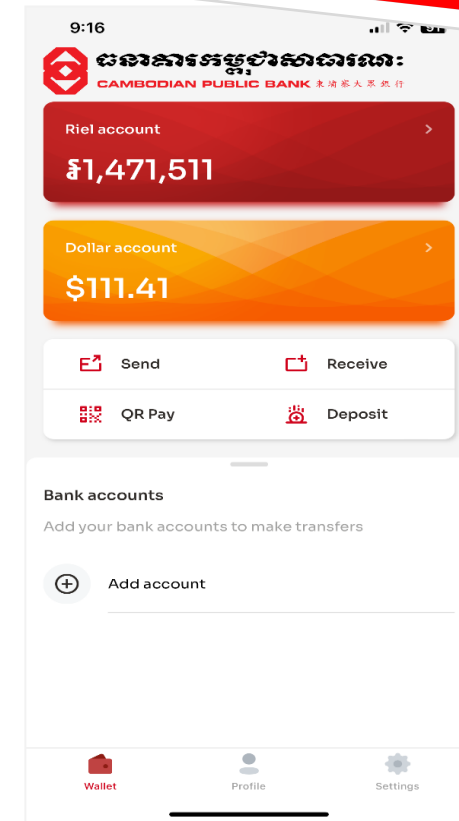 9:16
ធនាគារកម្ពុជាសាធារណៈ
CAMBODIAN PUBLIC BANK 柬埔寨大眾銀行
Riel account
៛1,471,511
Dollar account
$111.41
Send
Receive
QR Pay
Deposit
Bank accounts
Add your bank accounts to make transfers
Add account
Wallet
Profile
Settings